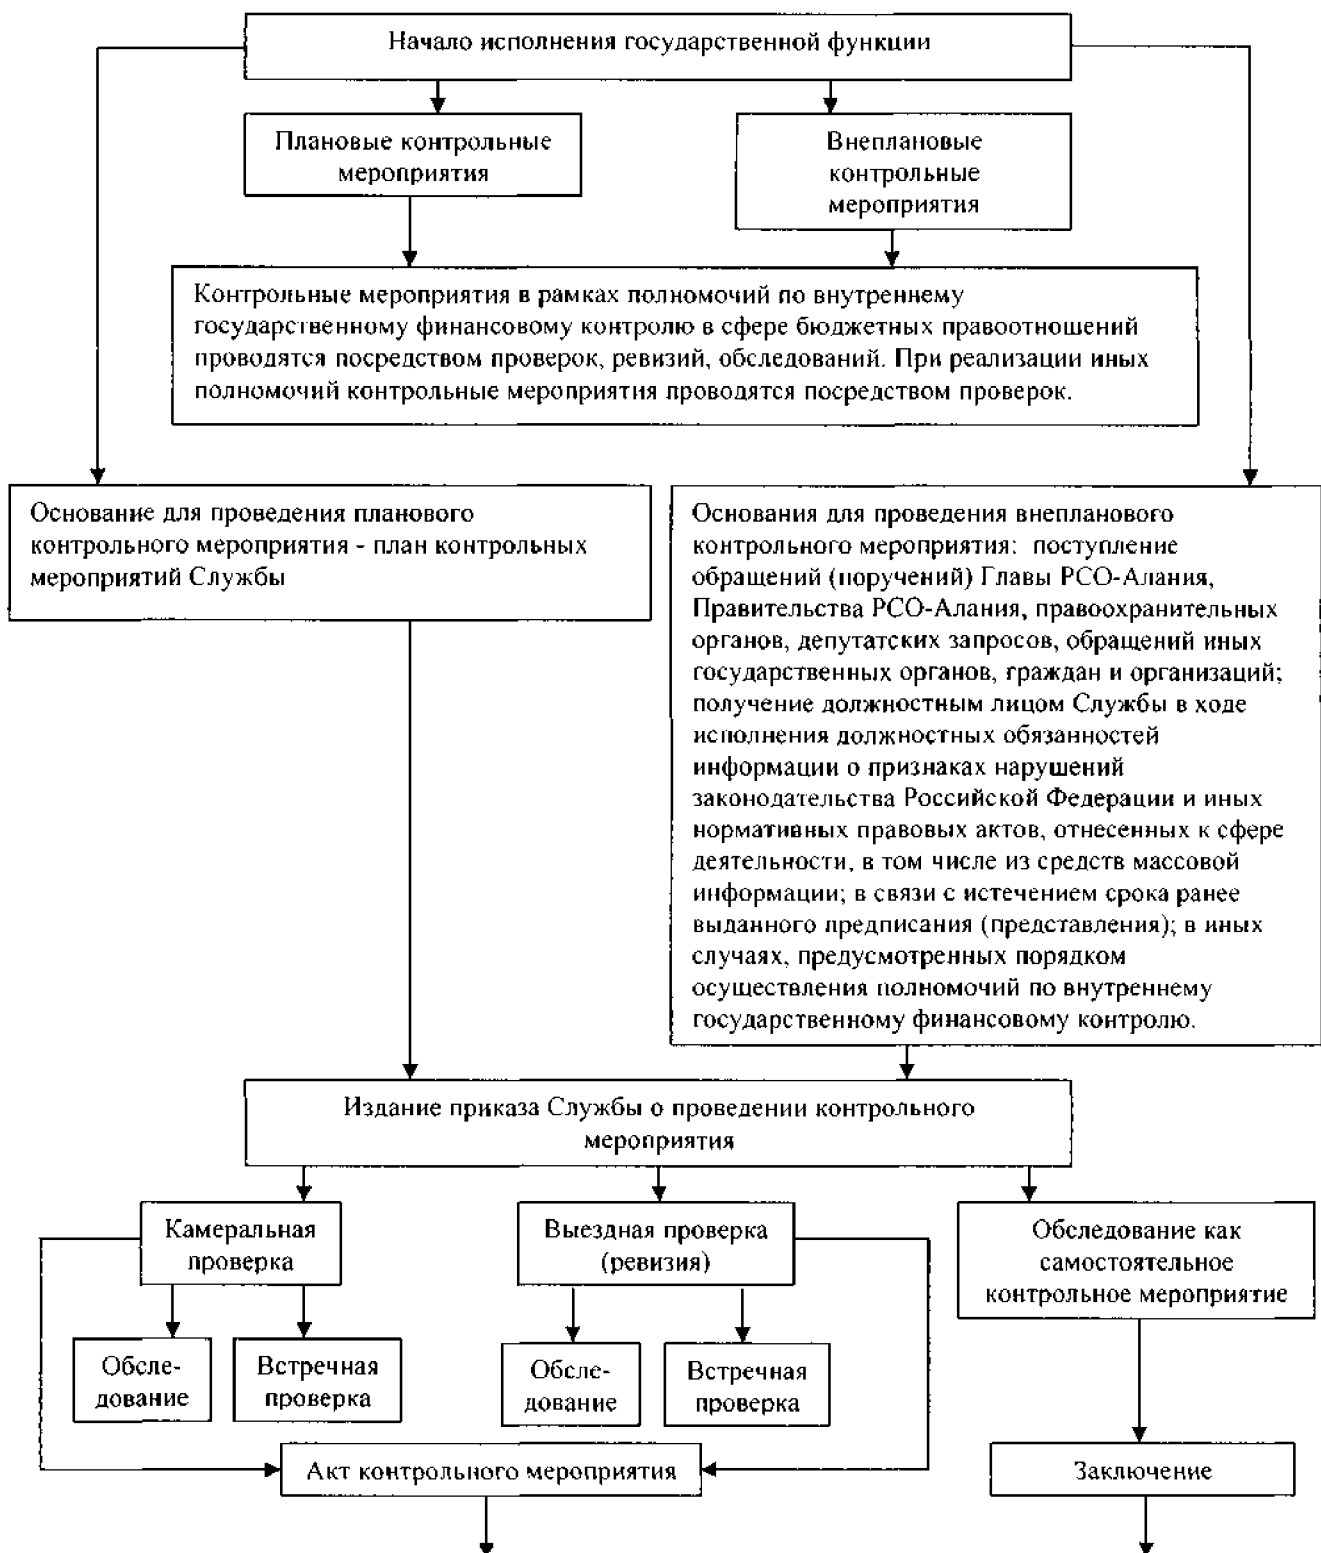 Начало исполнения государственной функции
Плановые контрольные
мероприятия
Внеплановые
контрольные
мероприятия
Контрольные мероприятия в рамках полномочий по внутреннему
государственному финансовому контролю в сфере бюджетных правоотношений
проводятся посредством проверок, ревизий, обследований. При реализации иных
полномочий контрольные мероприятия проводятся посредством проверок.
Основание для проведения планового
контрольного мероприятия - план контрольных
мероприятий Службы
Основания для проведения внепланового
контрольного мероприятия: поступление
обращений (поручений) Главы РСО-Алания,
Правительства РСО-Алания, правоохранительных
органов, депутатских запросов, обращений иных
государственных органов, граждан и организаций;
получение должностным лицом Службы в ходе
исполнения должностных обязанностей
информации о признаках нарушений
законодательства Российской Федерации и иных
нормативных правовых актов, отнесенных к сфере
деятельности, в том числе из средств массовой
информации; в связи с истечением срока ранее
выданного предписания (представления); в иных
случаях, предусмотренных порядком
осуществления полномочий по внутреннему
государственному финансовому контролю.
Издание приказа Службы о проведении контрольного
мероприятия
Камеральная
проверка
Выездная проверка
(ревизия)
Обследование как
самостоятельное
контрольное мероприятие
Обсле-
дование
Встречная
проверка
Обсле-
дование
Встречная
проверка
Акт контрольного мероприятия
Заключение